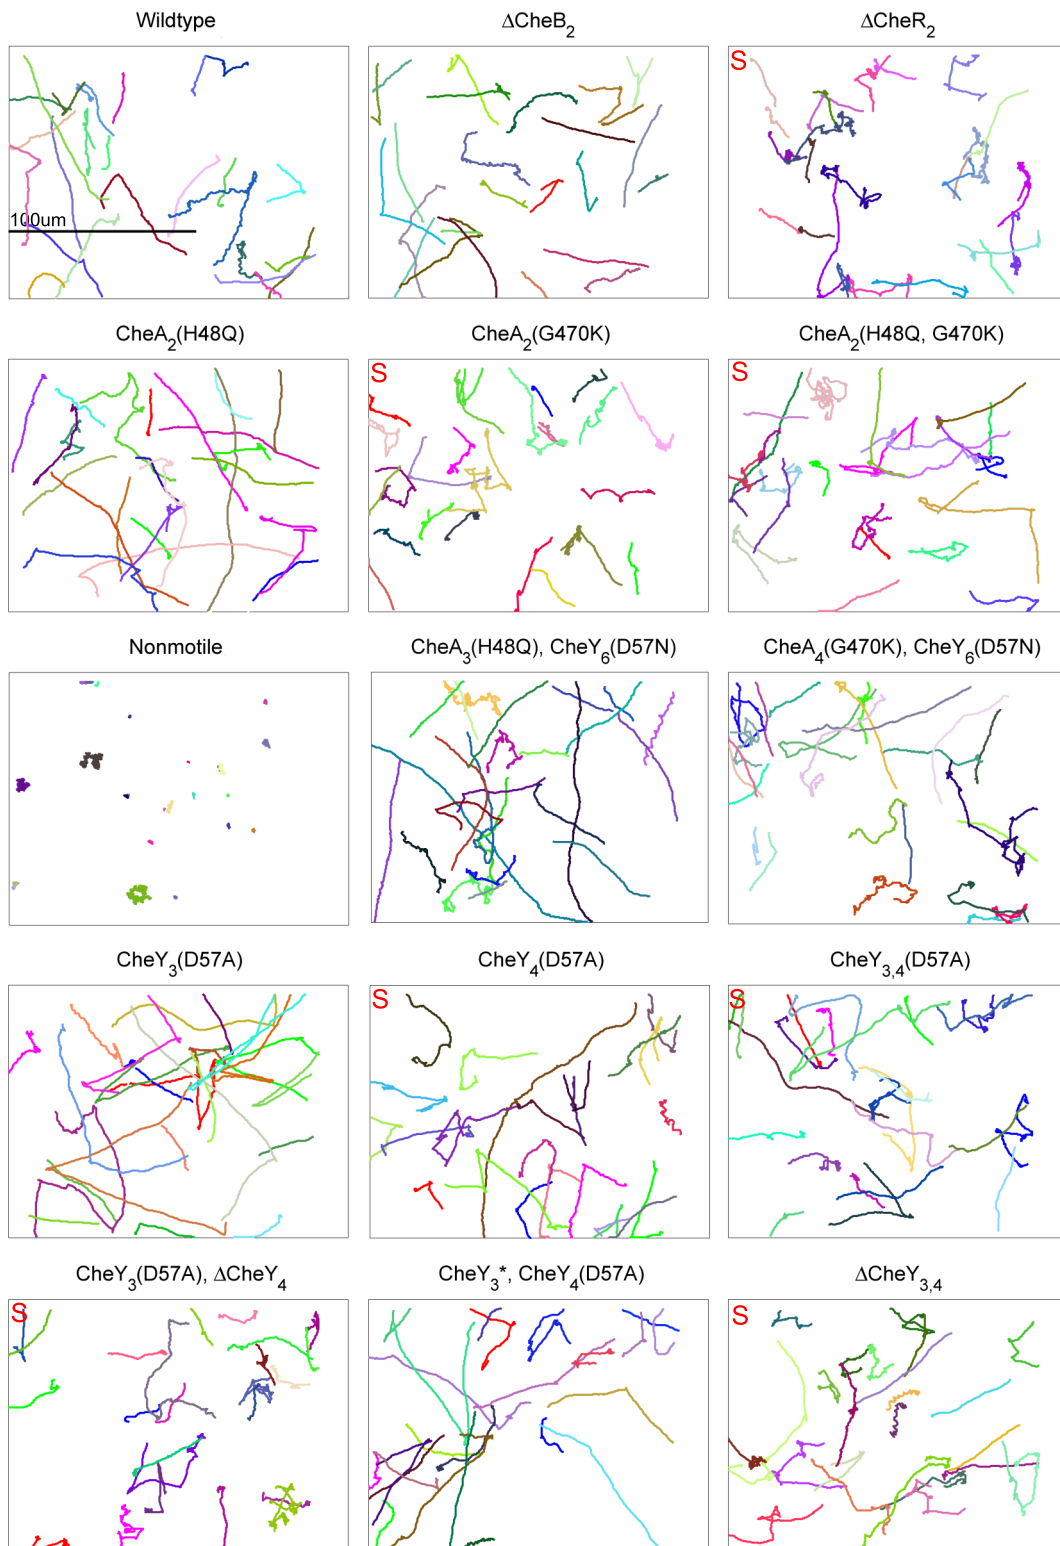 Wildtype
ΔCheB₂
ΔCheR₂
S
100um
CheA₂(H48Q)
CheA₂(G470K)
CheA₂(H48Q, G470K)
S
S
Nonmotile
CheA₃(H48Q), CheY₆(D57N)
CheA₄(G470K), CheY₆(D57N)
CheY₃(D57A)
CheY₄(D57A)
CheY₃,₄(D57A)
S
S
CheY₃(D57A), ΔCheY₄
CheY₃*, CheY₄(D57A)
ΔCheY₃,₄
S
S